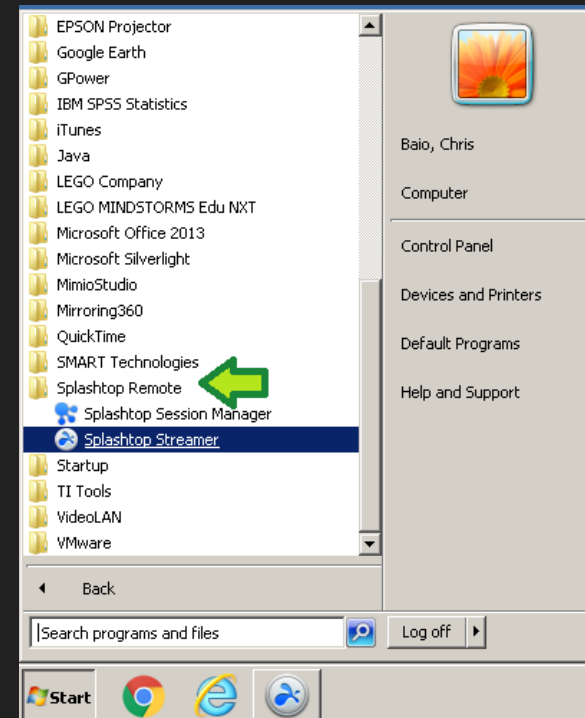 EPSON Projector
Google Earth
GPower
IBM SPSS Statistics
iTunes
Java
LEGO Company
LEGO MINDSTORMS Edu NXT
Microsoft Office 2013
Microsoft Silverlight
MimioStudio
Mirroring360
QuickTime
SMART Technologies
Splashtop Remote
Splashtop Session Manager
Splashtop Streamer
Startup
TI Tools
VideoLAN
VMware
Back
Search programs and files
Baio, Chris
Computer
Control Panel
Devices and Printers
Default Programs
Help and Support
Log off
Start